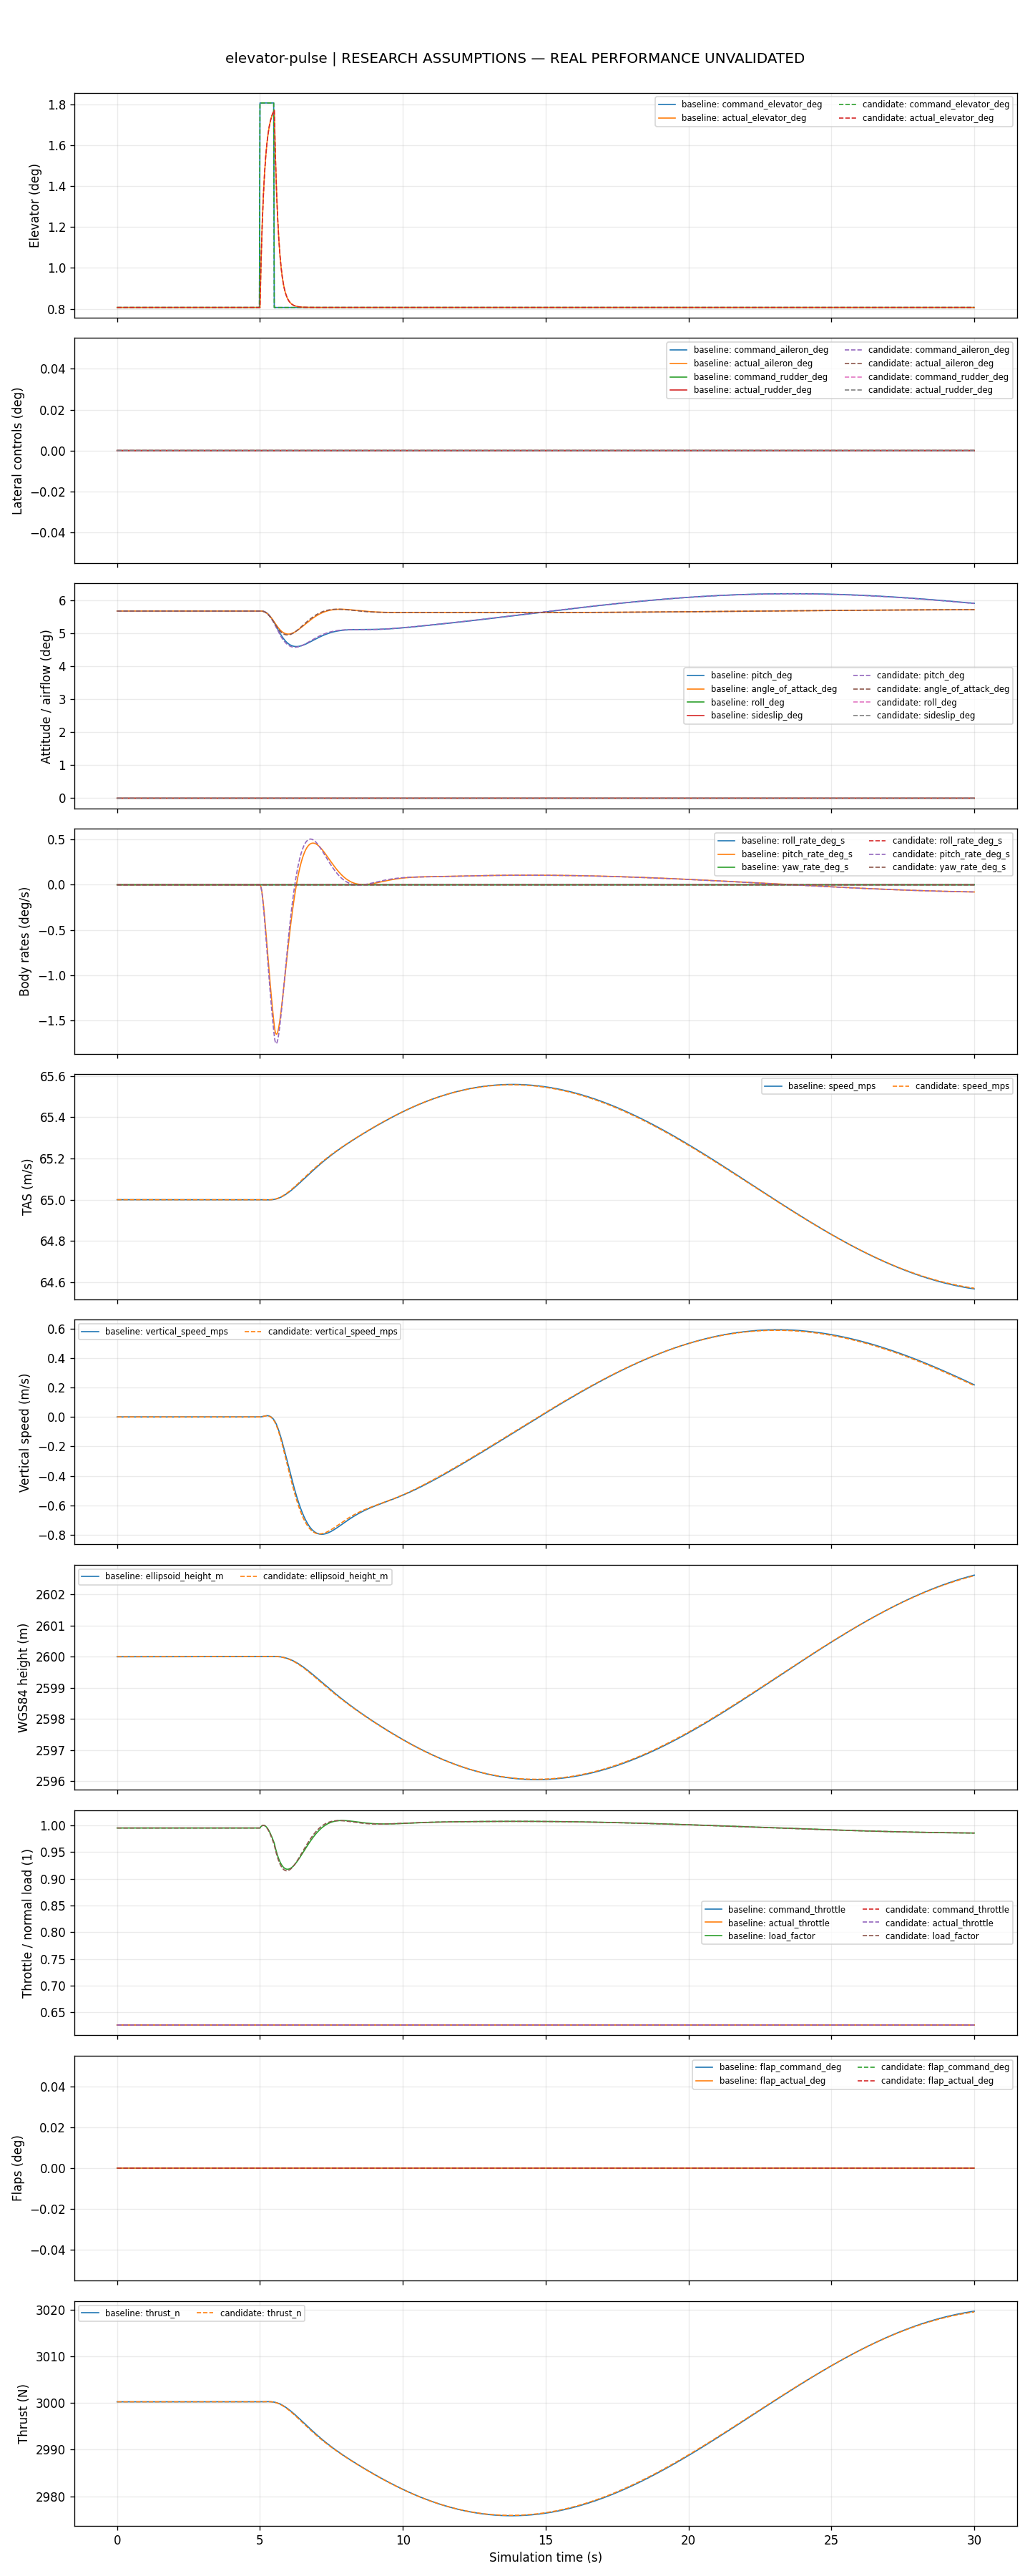 elevator-pulse | RESEARCH ASSUMPTIONS — REAL PERFORMANCE UNVALIDATED
Elevator (deg)
1.8
1.6
1.4
1.2
1.0
0.8
baseline: command_elevator_deg
baseline: actual_elevator_deg
candidate: command_elevator_deg
candidate: actual_elevator_deg
Lateral controls (deg)
0.04
0.02
0.00
−0.02
−0.04
baseline: command_aileron_deg
baseline: actual_aileron_deg
baseline: command_rudder_deg
baseline: actual_rudder_deg
candidate: command_aileron_deg
candidate: actual_aileron_deg
candidate: command_rudder_deg
candidate: actual_rudder_deg
Attitude / airflow (deg)
6
5
4
3
2
1
0
baseline: pitch_deg
baseline: angle_of_attack_deg
baseline: roll_deg
baseline: sideslip_deg
candidate: pitch_deg
candidate: angle_of_attack_deg
candidate: roll_deg
candidate: sideslip_deg
Body rates (deg/s)
0.5
0.0
−0.5
−1.0
−1.5
baseline: roll_rate_deg_s
baseline: pitch_rate_deg_s
baseline: yaw_rate_deg_s
candidate: roll_rate_deg_s
candidate: pitch_rate_deg_s
candidate: yaw_rate_deg_s
TAS (m/s)
65.6
65.4
65.2
65.0
64.8
64.6
baseline: speed_mps
candidate: speed_mps
Vertical speed (m/s)
0.6
0.4
0.2
0.0
−0.2
−0.4
−0.6
−0.8
baseline: vertical_speed_mps
candidate: vertical_speed_mps
WGS84 height (m)
2602
2601
2600
2599
2598
2597
2596
baseline: ellipsoid_height_m
candidate: ellipsoid_height_m
Throttle / normal load (1)
1.00
0.95
0.90
0.85
0.80
0.75
0.70
0.65
baseline: command_throttle
baseline: actual_throttle
baseline: load_factor
candidate: command_throttle
candidate: actual_throttle
candidate: load_factor
Flaps (deg)
0.04
0.02
0.00
−0.02
−0.04
baseline: flap_command_deg
baseline: flap_actual_deg
candidate: flap_command_deg
candidate: flap_actual_deg
Thrust (N)
3020
3010
3000
2990
2980
baseline: thrust_n
candidate: thrust_n
0
5
10
15
20
25
30
Simulation time (s)